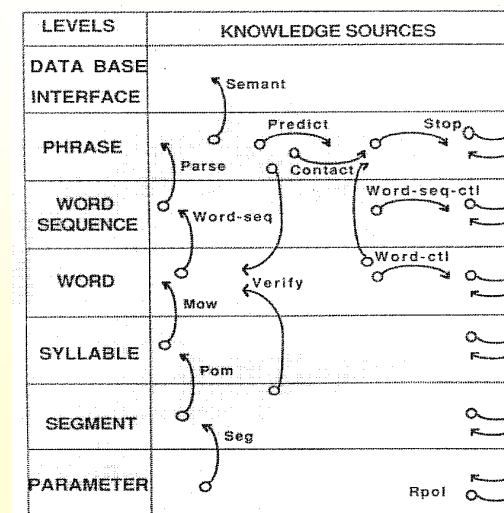 LEVELS KNOWLEDGE SOURCES
DATA BASE
INTERFACE
Semant
PHRASE
Predict
Stop
Contact
Parse
WORD
SEQUENCE
Word-seq-ctl
Word-seq
WORD
Word-ctl
Verify
Mow
SYLLABLE
Pom
SEGMENT
Seg
PARAMETER
Rpol